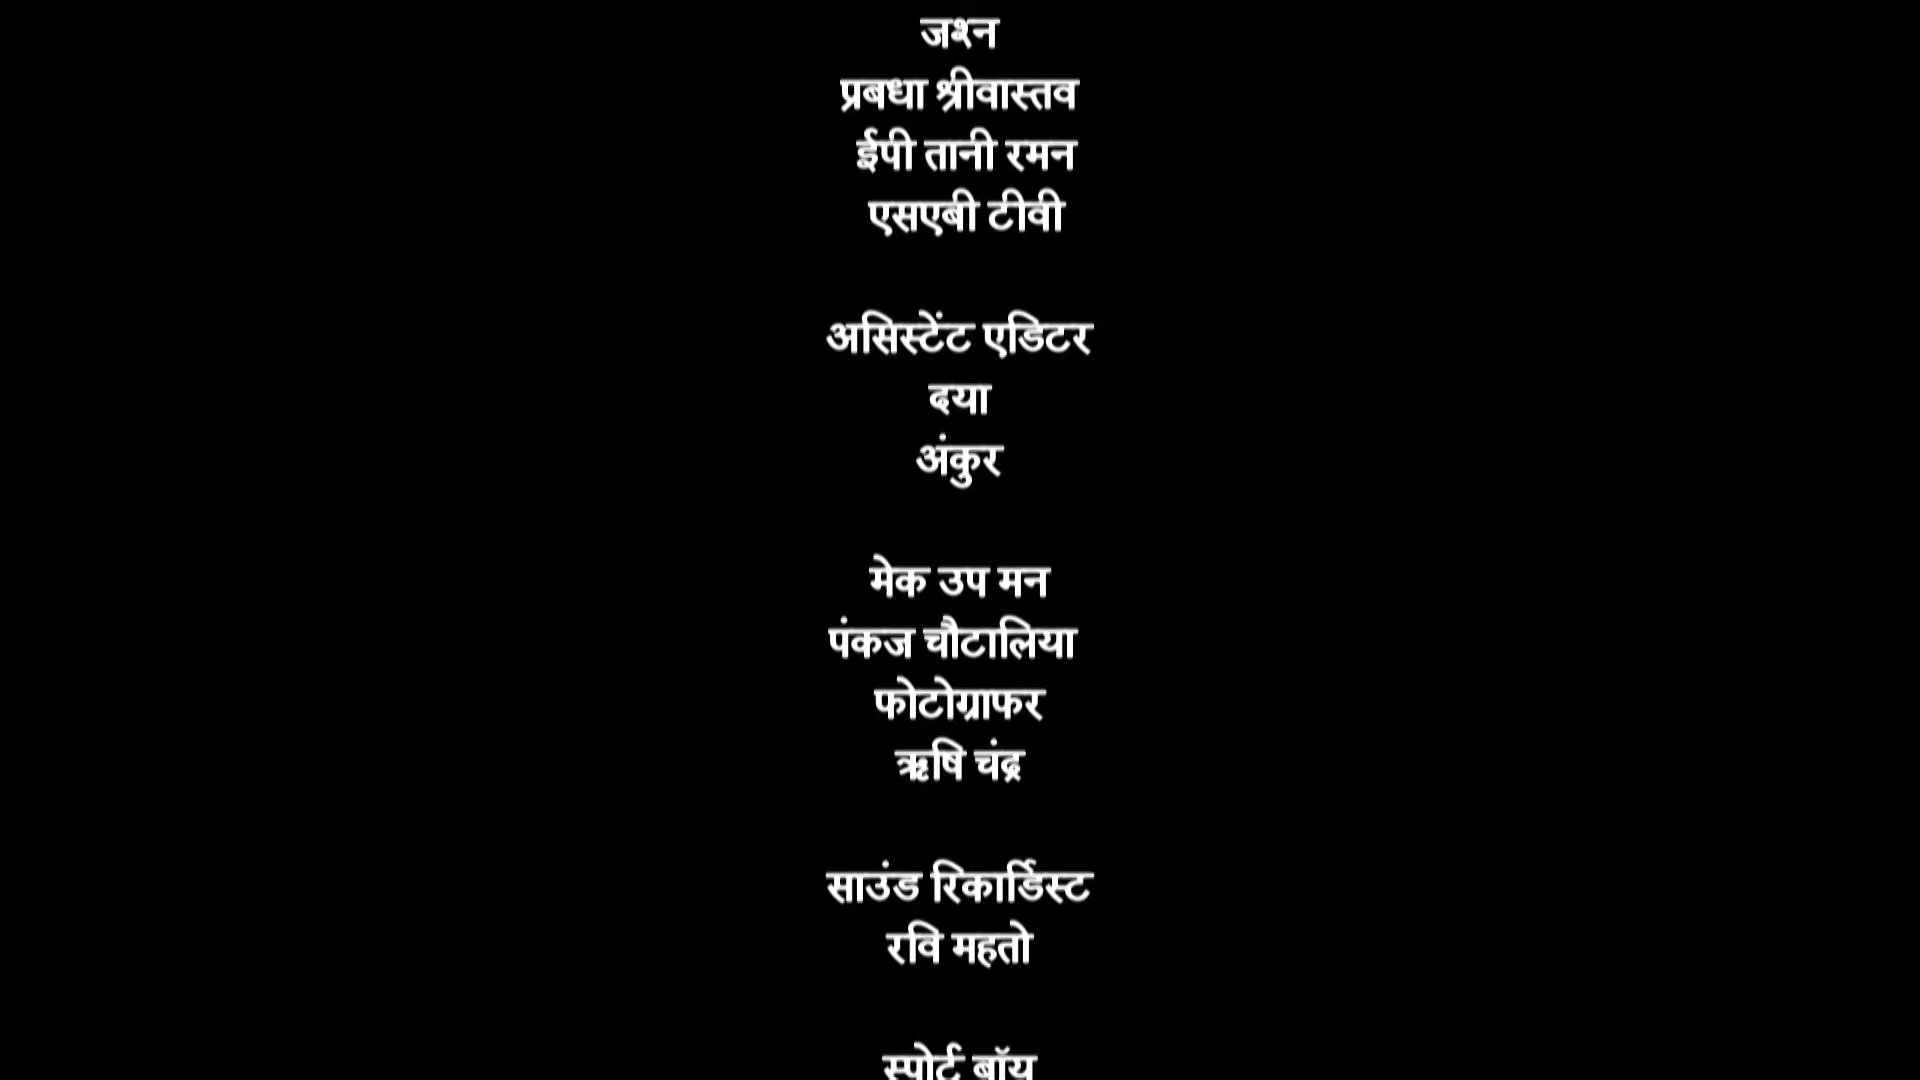 जश्न
प्रबधा श्रीवास्तव
ईपी तानी रमन
एसएबी टीवी
असिस्टेंट एडिटर
दया
अंकुर
मेक उप मन
पंकज चौटालिया
फोटोग्राफर
ऋषि चंद्र
साउंड रिकार्डिस्ट
रवि महतो
स्पोर्ट बॉय